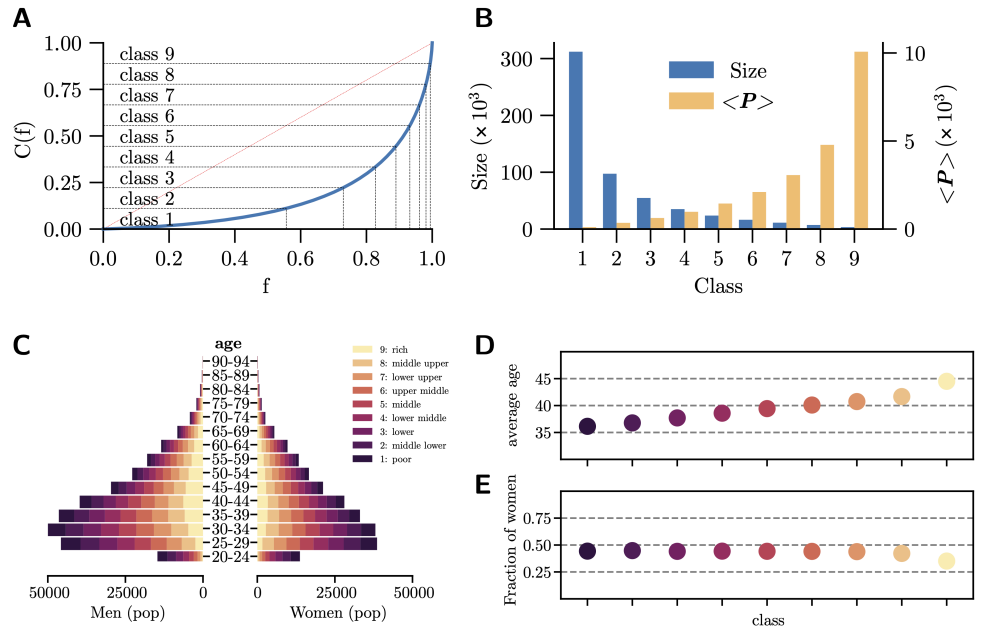 A
1.00
0.75
0.50
0.25
0.00
C(f)
class 9
class 8
class 7
class 6
class 5
class 4
class 3
class 2
class 1
0.0 0.2 0.4 0.6 0.8 1.0
f
B
300
200
100
0
Size (× 10³)
Size
<P>
10
5
0
<P> (× 10³)
1 2 3 4 5 6 7 8 9
Class
C
age
90-94
85-89
80-84
75-79
70-74
65-69
60-64
55-59
50-54
45-49
40-44
35-39
30-34
25-29
20-24
9: rich
8: middle upper
7: lower upper
6: upper middle
5: middle
4: lower middle
3: lower
2: middle lower
1: poor
50000 25000 0 0 25000 50000
Men (pop) Women (pop)
D
average age
45
40
35
E
Fraction of women
0.75
0.50
0.25
class